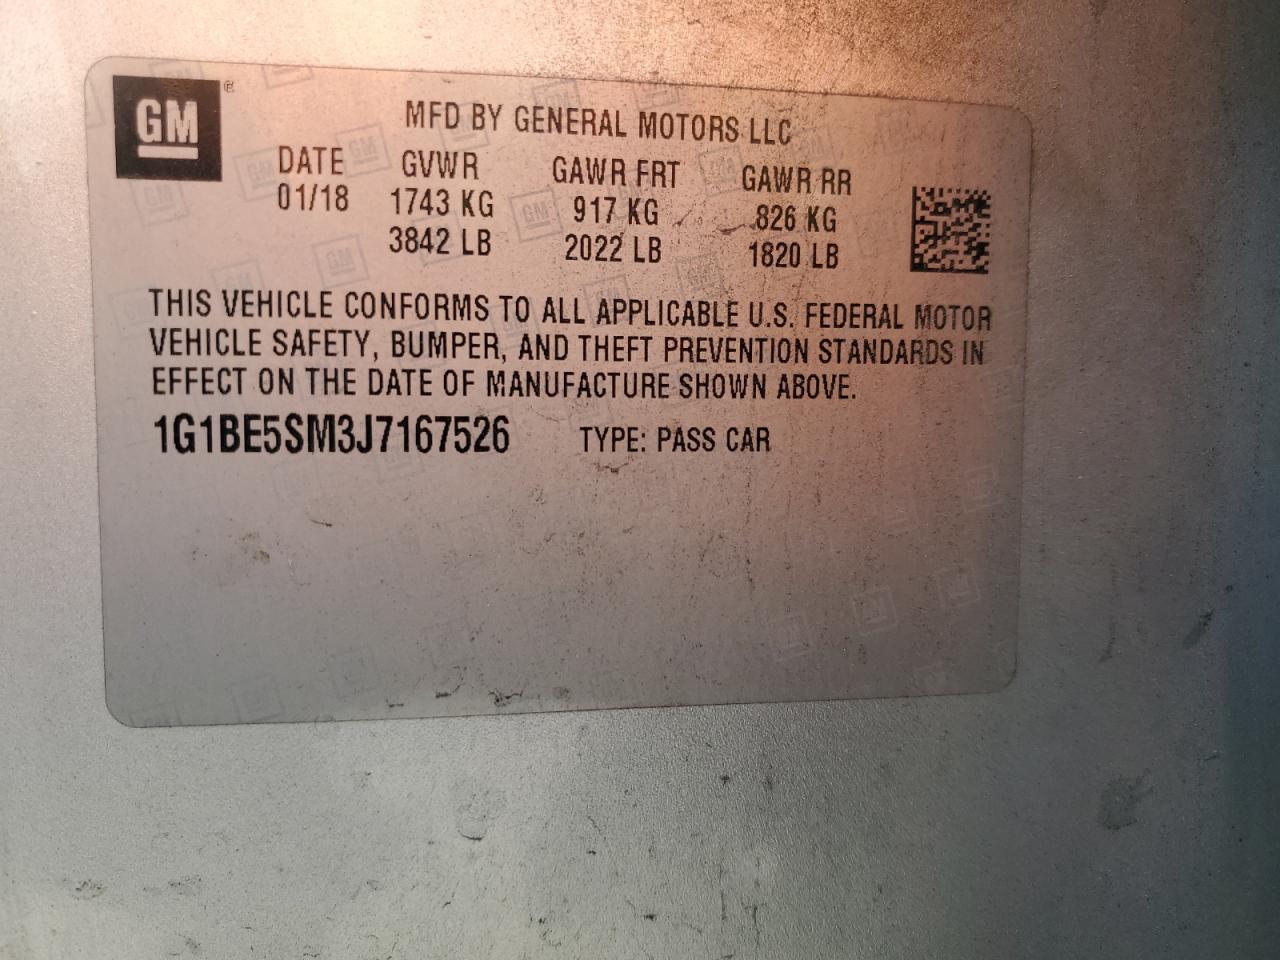 GM
MFD BY GENERAL MOTORS LLC
DATE GVWR GAWR FRT GAWR RR
01/18 1743 KG 917 KG 826 KG
3842 LB 2022 LB 1820 LB
THIS VEHICLE CONFORMS TO ALL APPLICABLE U.S. FEDERAL MOTOR
VEHICLE SAFETY, BUMPER, AND THEFT PREVENTION STANDARDS IN
EFFECT ON THE DATE OF MANUFACTURE SHOWN ABOVE.
1G1BE5SM3J7167526 TYPE: PASS CAR